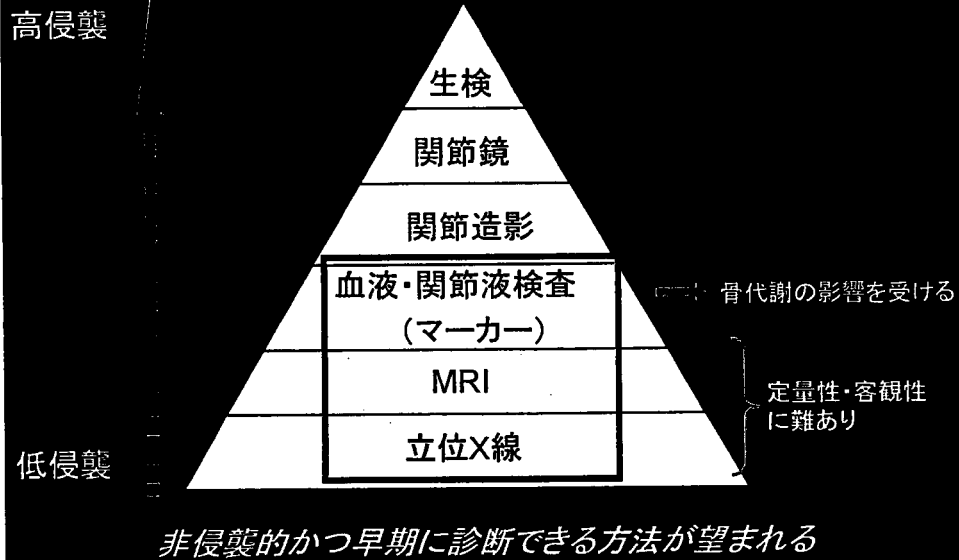 高侵襲
生検
関節鏡
関節造影
血液・関節液検査
(マーカー)
骨代謝の影響を受ける
MRI
定量性・客観性
に難あり
立位X線
低侵襲
非侵襲的かつ早期に診断できる方法が望まれる